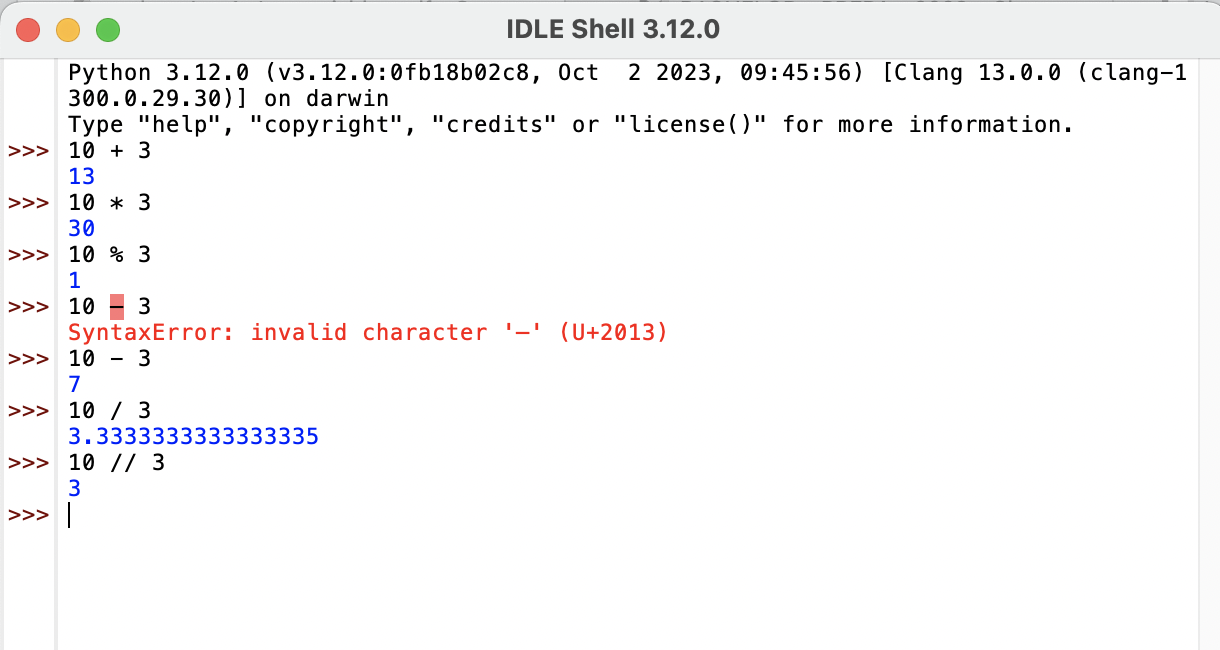 IDLE Shell 3.12.0
Python 3.12.0 (v3.12.0:0fb18b02c8, Oct  2 2023, 09:45:56) [Clang 13.0.0 (clang-1
300.0.29.30)] on darwin
Type "help", "copyright", "credits" or "license()" for more information.
>>> 10 + 3
13
>>> 10 * 3
30
>>> 10 % 3
1
>>> 10 – 3
SyntaxError: invalid character '–' (U+2013)
>>> 10 - 3
7
>>> 10 / 3
3.3333333333333335
>>> 10 // 3
3
>>>